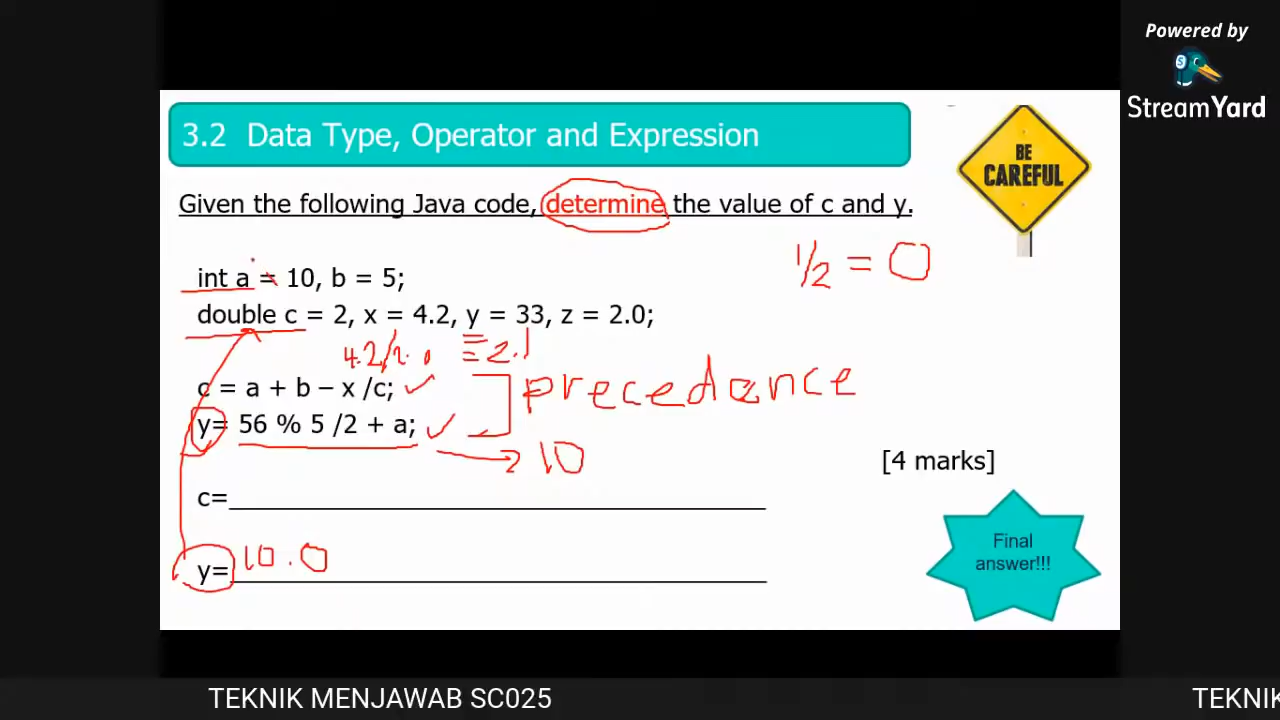 Powered by
StreamYard
3.2 Data Type, Operator and Expression
BE
CAREFUL
Given the following Java code, determine the value of c and y.
1/2 = 0
int a = 10, b = 5;
double c = 2, x = 4.2, y = 33, z = 2.0;
4.2/2.0 = 2.1
c = a + b – x /c;
precedance
y= 56 % 5 /2 + a;
10
[4 marks]
c=
Final
answer!!!
y= 10.0
TEKNIK MENJAWAB SC025
TEKNIK